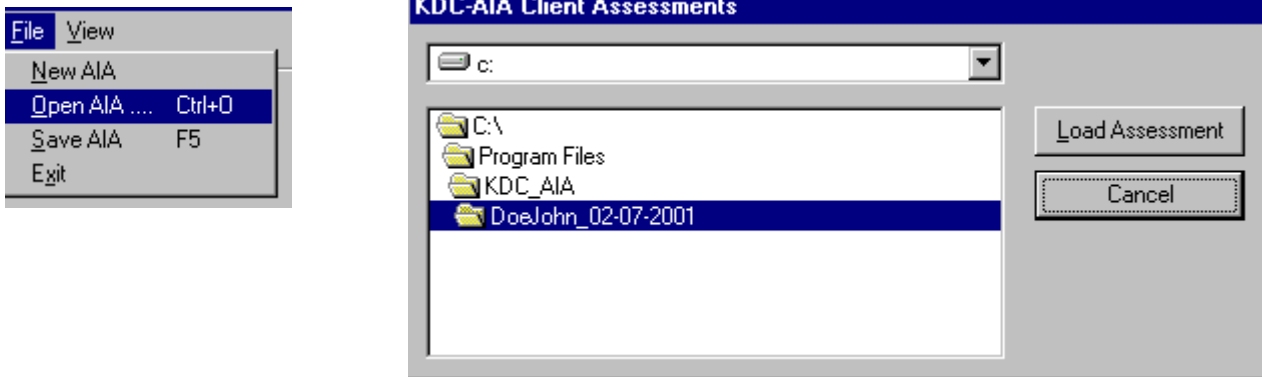 File View
New AIA
Open AIA .... Ctrl+O
Save AIA F5
Exit
KDC-AIA Client Assessments
c:
C:\
Program Files
KDC_AIA
DoeJohn_02-07-2001
Load Assessment
Cancel